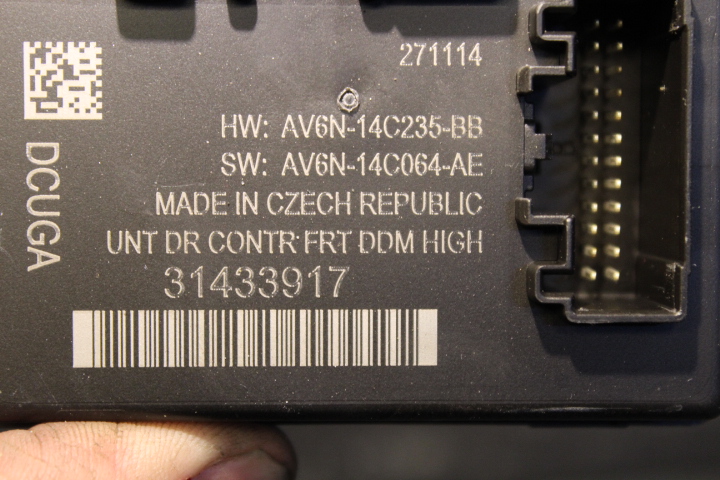 271114
HW: AV6N-14C235-BB
SW: AV6N-14C064-AE
MADE IN CZECH REPUBLIC
UNT DR CONTR FRT DDM HIGH
31433917
DCUGA